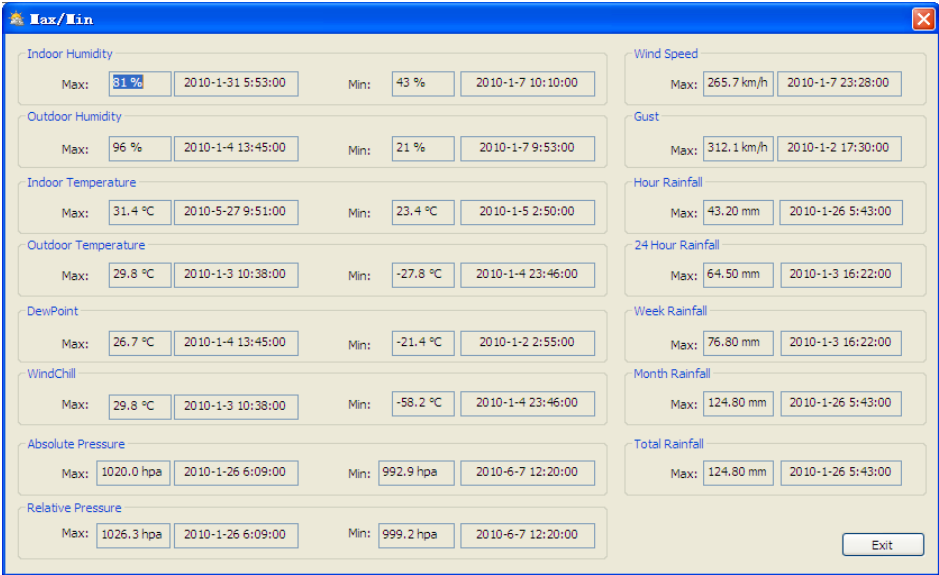 Max/Min
Indoor Humidity
Max: 81 % 2010-1-31 5:53:00 Min: 43 % 2010-1-7 10:10:00
Outdoor Humidity
Max: 96 % 2010-1-4 13:45:00 Min: 21 % 2010-1-7 9:53:00
Indoor Temperature
Max: 31.4 ºC 2010-5-27 9:51:00 Min: 23.4 ºC 2010-1-5 2:50:00
Outdoor Temperature
Max: 29.8 ºC 2010-1-3 10:38:00 Min: -27.8 ºC 2010-1-4 23:46:00
DewPoint
Max: 26.7 ºC 2010-1-4 13:45:00 Min: -21.4 ºC 2010-1-2 2:55:00
WindChill
Max: 29.8 ºC 2010-1-3 10:38:00 Min: -58.2 ºC 2010-1-4 23:46:00
Absolute Pressure
Max: 1020.0 hpa 2010-1-26 6:09:00 Min: 992.9 hpa 2010-6-7 12:20:00
Relative Pressure
Max: 1026.3 hpa 2010-1-26 6:09:00 Min: 999.2 hpa 2010-6-7 12:20:00
Wind Speed
Max: 265.7 km/h 2010-1-7 23:28:00
Gust
Max: 312.1 km/h 2010-1-2 17:30:00
Hour Rainfall
Max: 43.20 mm 2010-1-26 5:43:00
24 Hour Rainfall
Max: 64.50 mm 2010-1-3 16:22:00
Week Rainfall
Max: 76.80 mm 2010-1-3 16:22:00
Month Rainfall
Max: 124.80 mm 2010-1-26 5:43:00
Total Rainfall
Max: 124.80 mm 2010-1-26 5:43:00
Exit